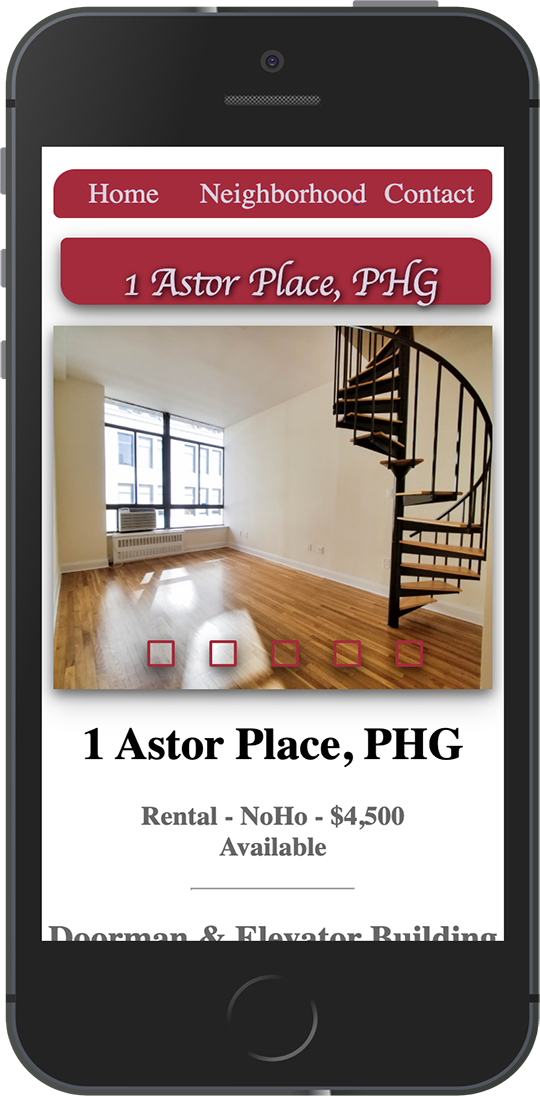 Home Neighborhood Contact
1 Astor Place, PHG
1 Astor Place, PHG
Rental - NoHo - $4,500
Available
Doorman & Elevator Building